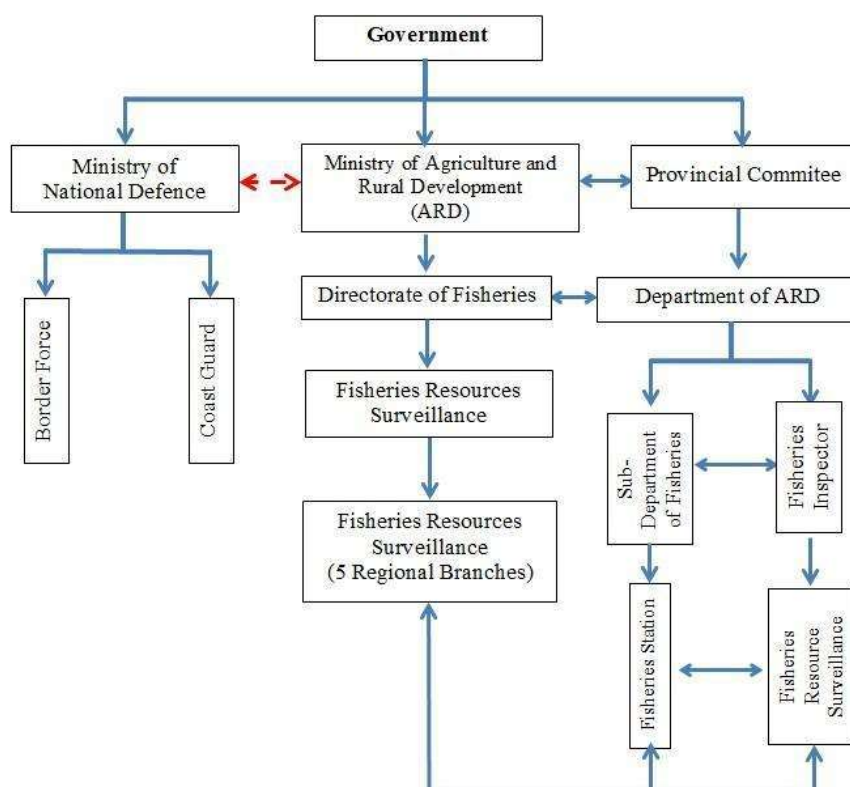 Government
Ministry of
National Defence
Ministry of Agriculture and
Rural Development
(ARD)
Provincial Commitee
Border Force
Coast Guard
Directorate of Fisheries
Department of ARD
Fisheries Resources
Surveillance
Sub-
Department
of Fisheries
Fisheries
Inspector
Fisheries Resources
Surveillance
(5 Regional Branches)
Fisheries Station
Fisheries
Resource
Surveillance